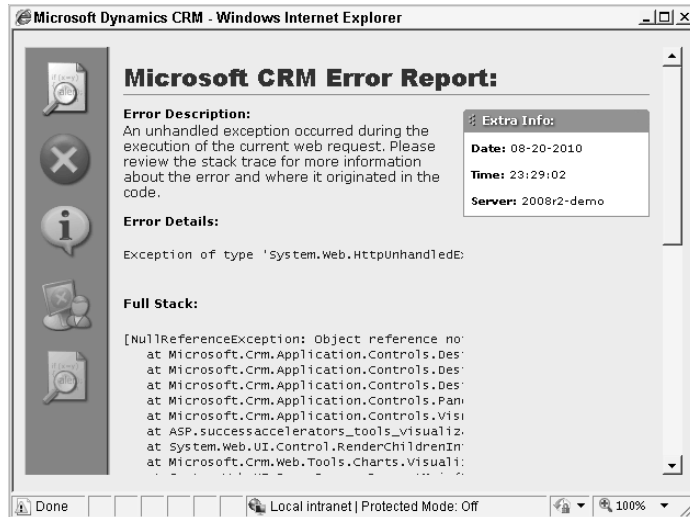 Microsoft Dynamics CRM - Windows Internet Explorer
Microsoft CRM Error Report:
Error Description:
An unhandled exception occurred during the
execution of the current web request. Please
review the stack trace for more information
about the error and where it originated in the
code.
Extra Info:
Date: 08-20-2010
Time: 23:29:02
Server: 2008r2-demo
Error Details:
Exception of type 'System.Web.HttpUnhandledE
Full Stack:
[NullReferenceException: Object reference no
at Microsoft.Crm.Application.Controls.Des
at Microsoft.Crm.Application.Controls.Des
at Microsoft.Crm.Application.Controls.Des
at Microsoft.Crm.Application.Controls.Pan
at Microsoft.Crm.Application.Controls.Vis
at ASP.successaccelerators_tools_visualiz
at System.Web.UI.Control.RenderChildrenIn
at Microsoft.Crm.Web.Tools.Charts.Visuali
Done
Local intranet | Protected Mode: Off
100%